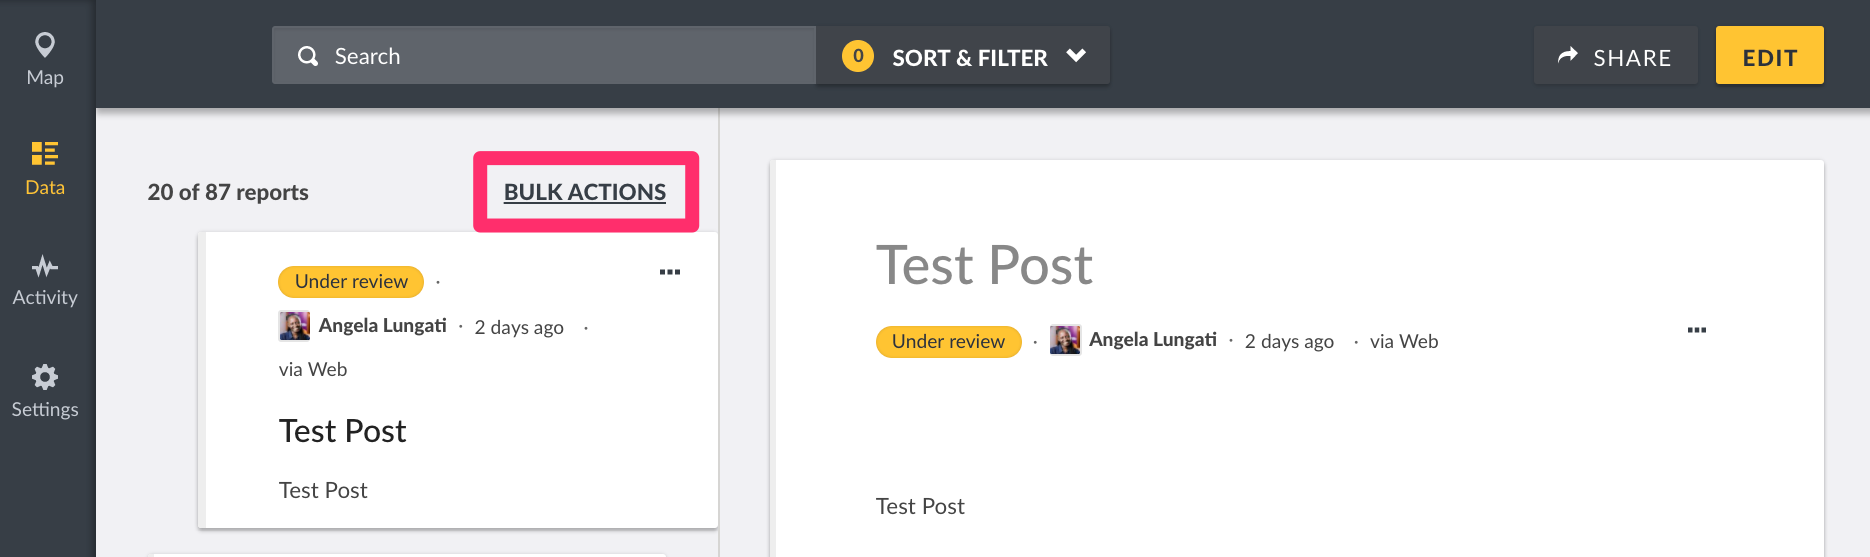 Map
Data
Activity
Settings
Search
0 SORT & FILTER
SHARE
EDIT
20 of 87 reports
BULK ACTIONS
Under review ·
Angela Lungati · 2 days ago ·
via Web
Test Post
Test Post
Test Post
Under review · Angela Lungati · 2 days ago · via Web
Test Post